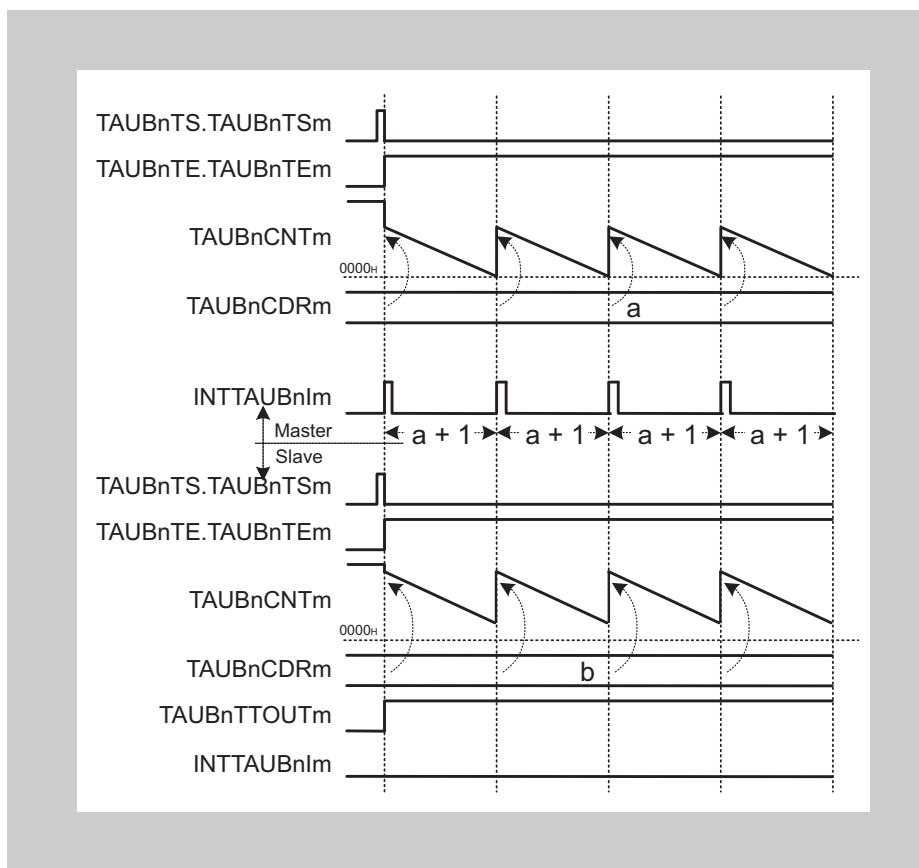 TAUBnTS.TAUBnTSm
TAUBnTE.TAUBnTEm
TAUBnCNTm
0000H
TAUBnCDRm
a
INTTAUBnIm
Master
a + 1 a + 1 a + 1 a + 1
Slave
TAUBnTS.TAUBnTSm
TAUBnTE.TAUBnTEm
TAUBnCNTm
0000H
TAUBnCDRm
b
TAUBnTTOUTm
INTTAUBnIm